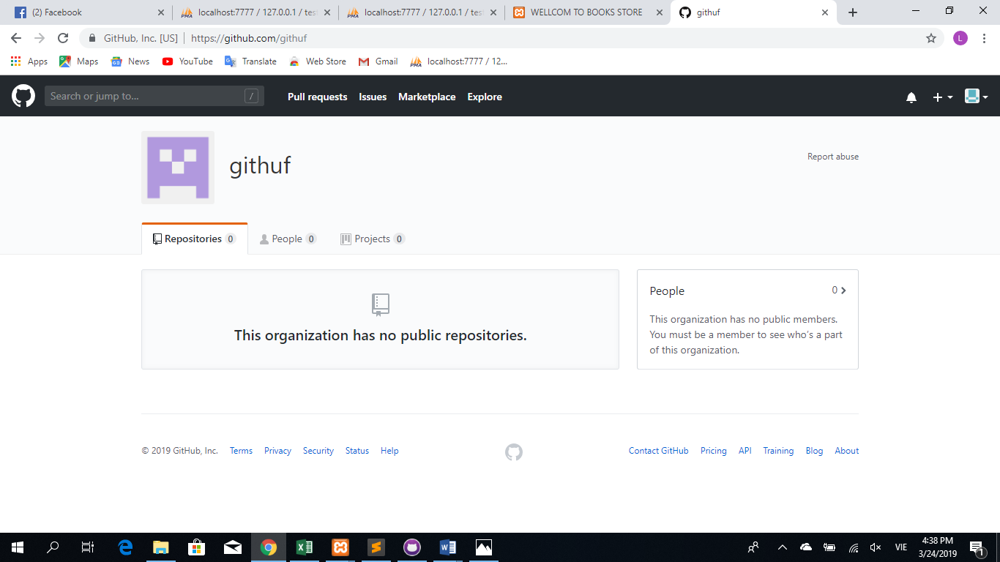 (2) Facebook
localhost:7777 / 127.0.0.1 / tes
localhost:7777 / 127.0.0.1 / tes
WELLCOM TO BOOKS STORE
githuf
GitHub, Inc. [US] | https://github.com/githuf
L
Apps Maps News YouTube Translate Web Store Gmail localhost:7777 / 12...
Search or jump to... /
Pull requests Issues Marketplace Explore
githuf
Report abuse
Repositories 0 People 0 Projects 0
This organization has no public repositories.
People 0
This organization has no public members.
You must be a member to see who's a part
of this organization.
© 2019 GitHub, Inc. Terms Privacy Security Status Help
Contact GitHub Pricing API Training Blog About
VIE
4:38 PM
3/24/2019
1